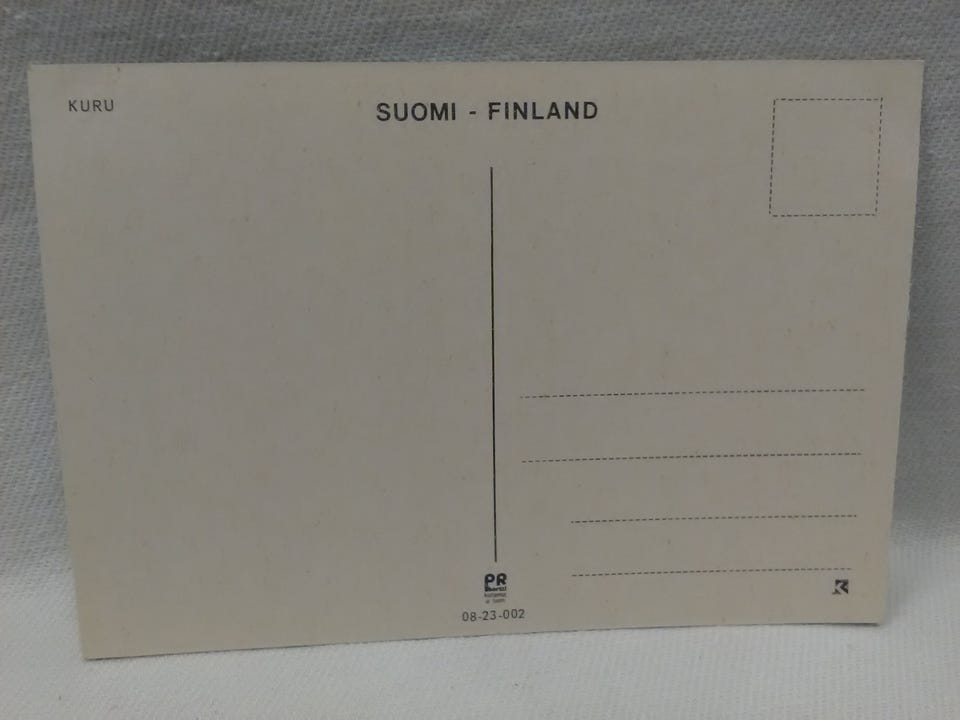 KURU
SUOMI - FINLAND
PR
08-23-002